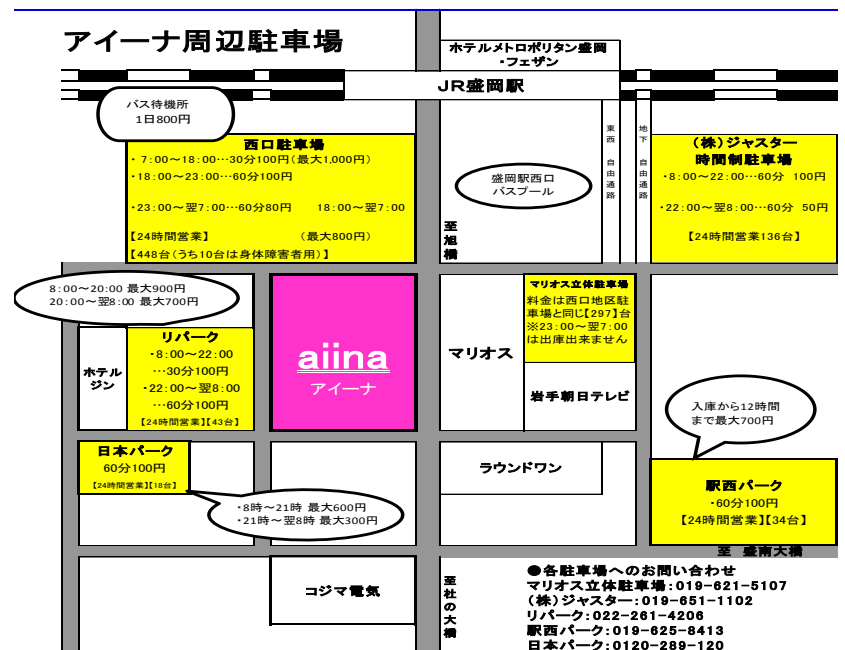 アイーナ周辺駐車場
ホテルメトロポリタン盛岡
・フェザン
JR盛岡駅
バス待機所
1日800円
西口駐車場
・ 7:00～18:00…30分100円(最大1,000円)
・18:00～23:00…60分100円
・23:00～翌7:00…60分80円　18:00～翌7:00
【24時間営業】　(最大800円)
【448台(うち10台は身体障害者用)】
盛岡駅西口
バスプール
東西 自由通路
地下 自由通路
(株)ジャスター
時間制駐車場
・8:00～22:00…60分 100円
・22:00～翌8:00…60分 50円
【24時間営業136台】
至旭橋
8:00～20:00 最大900円
20:00～翌8:00 最大700円
リパーク
・8:00～22:00
…30分100円
・22:00～翌8:00
…60分100円
【24時間営業】【43台】
ホテル
ジン
aiina
アイーナ
マリオス
マリオス立体駐車場
料金は西口地区駐
車場と同じ【297】台
※23:00～翌7:00
は出庫出来ません
岩手朝日テレビ
入庫から12時間
まで最大700円
日本パーク
60分100円
【24時間営業】【18台】
・8時～21時 最大600円
・21時～翌8時 最大300円
ラウンドワン
駅西パーク
・60分100円
【24時間営業】【34台】
至 盛南大橋
コジマ電気
至杜の大橋
●各駐車場へのお問い合わせ
マリオス立体駐車場:019-621-5107
(株)ジャスター:019-651-1102
リパーク:022-261-4206
駅西パーク:019-625-8413
日本パーク:0120-289-120